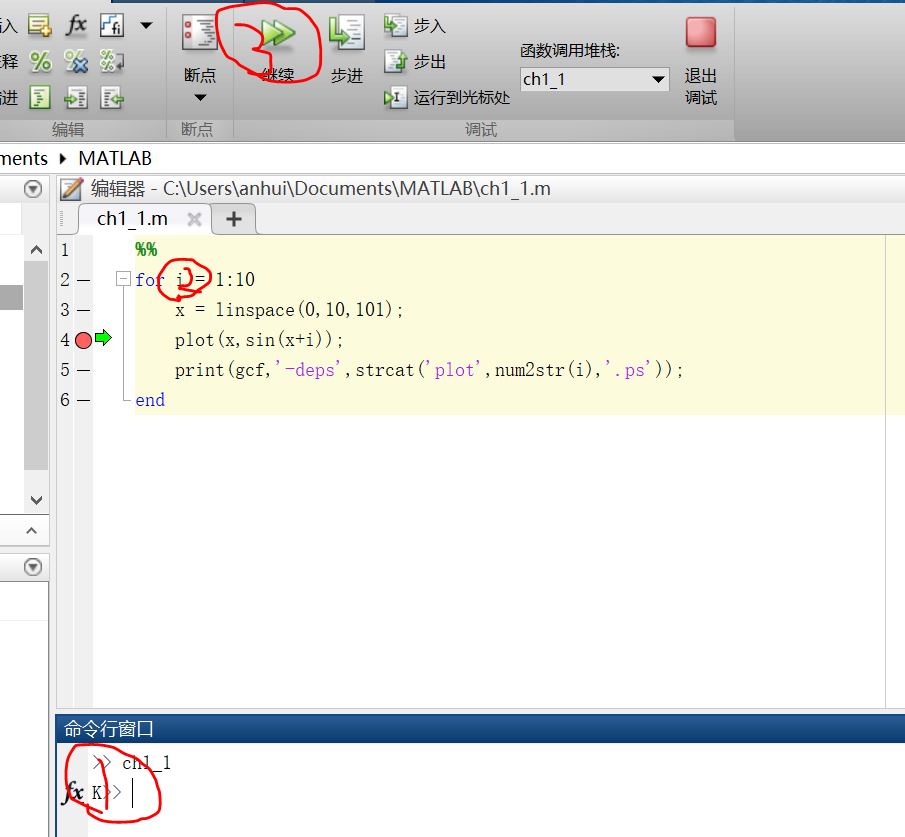 入 fx fi 步入
释 % % % 继续 步出 函数调用堆栈:
断点 步进 ch1_1 退出
进 运行到光标处 调试
编辑 断点 调试
ments MATLAB
编辑器 - C:\Users\anhui\Documents\MATLAB\ch1_1.m
ch1_1.m +
1 %%
2 for i = 1:10
3 x = linspace(0,10,101);
4 plot(x,sin(x+i));
5 print(gcf,'-deps',strcat('plot',num2str(i),'.ps'));
6 end
命令行窗口
>> ch1_1
fx K>>
1
2
3